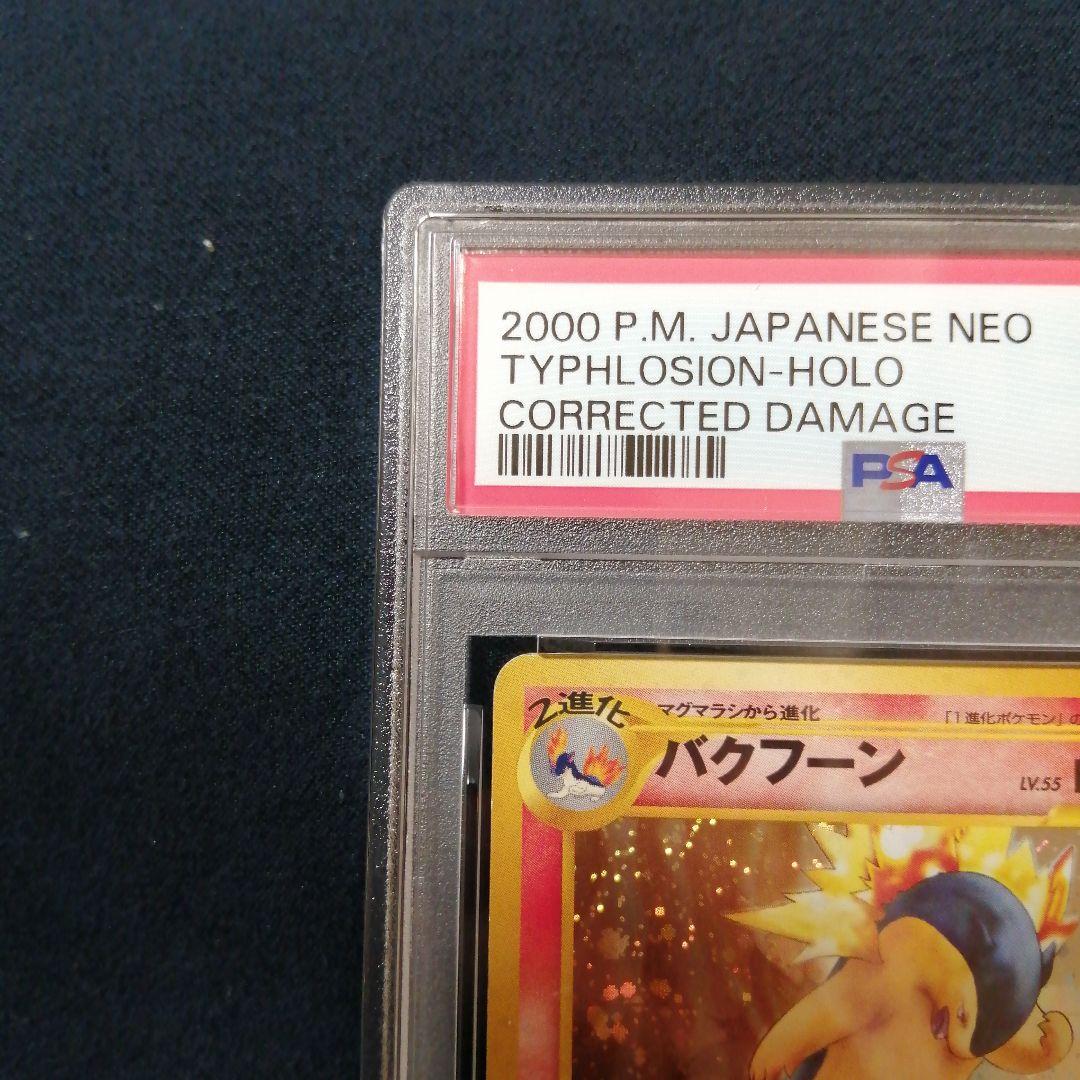 2000 P.M. JAPANESE NEO
TYPHLOSION-HOLO
CORRECTED DAMAGE
PSA
2進化
マグマラシから進化
「1進化ポケモン」の
バクフーン
LV.55